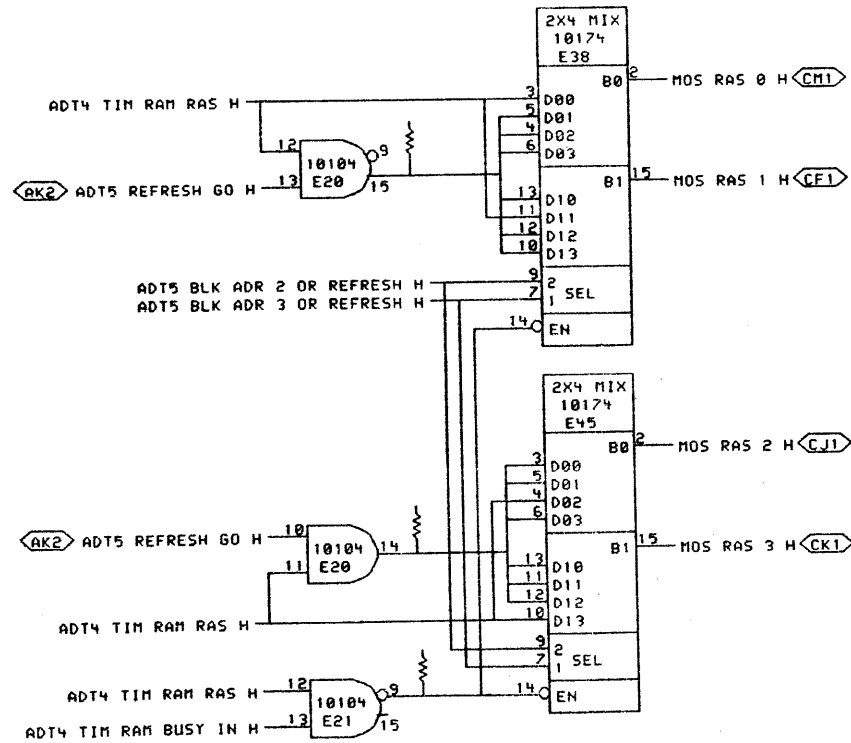 2X4 MIX
10174
E38
B0 2 MOS RAS 0 H CM1
ADT4 TIM RAM RAS H
3 D00
5 D01
4 D02
6 D03
12
9
10104
E20
13
15
AK2 ADT5 REFRESH GO H
B1 15 MOS RAS 1 H CF1
13 D10
11 D11
12 D12
10 D13
ADT5 BLK ADR 2 OR REFRESH H
9 2
ADT5 BLK ADR 3 OR REFRESH H
7 1 SEL
14 EN
2X4 MIX
10174
E45
B0 2 MOS RAS 2 H CJ1
3 D00
5 D01
4 D02
6 D03
AK2 ADT5 REFRESH GO H
10
10104
E20
11
14
B1 15 MOS RAS 3 H CK1
13 D10
11 D11
12 D12
10 D13
ADT4 TIM RAM RAS H
9 2
7 1 SEL
ADT4 TIM RAM RAS H
12
9
10104
E21
14 EN
ADT4 TIM RAM BUSY IN H
13
15